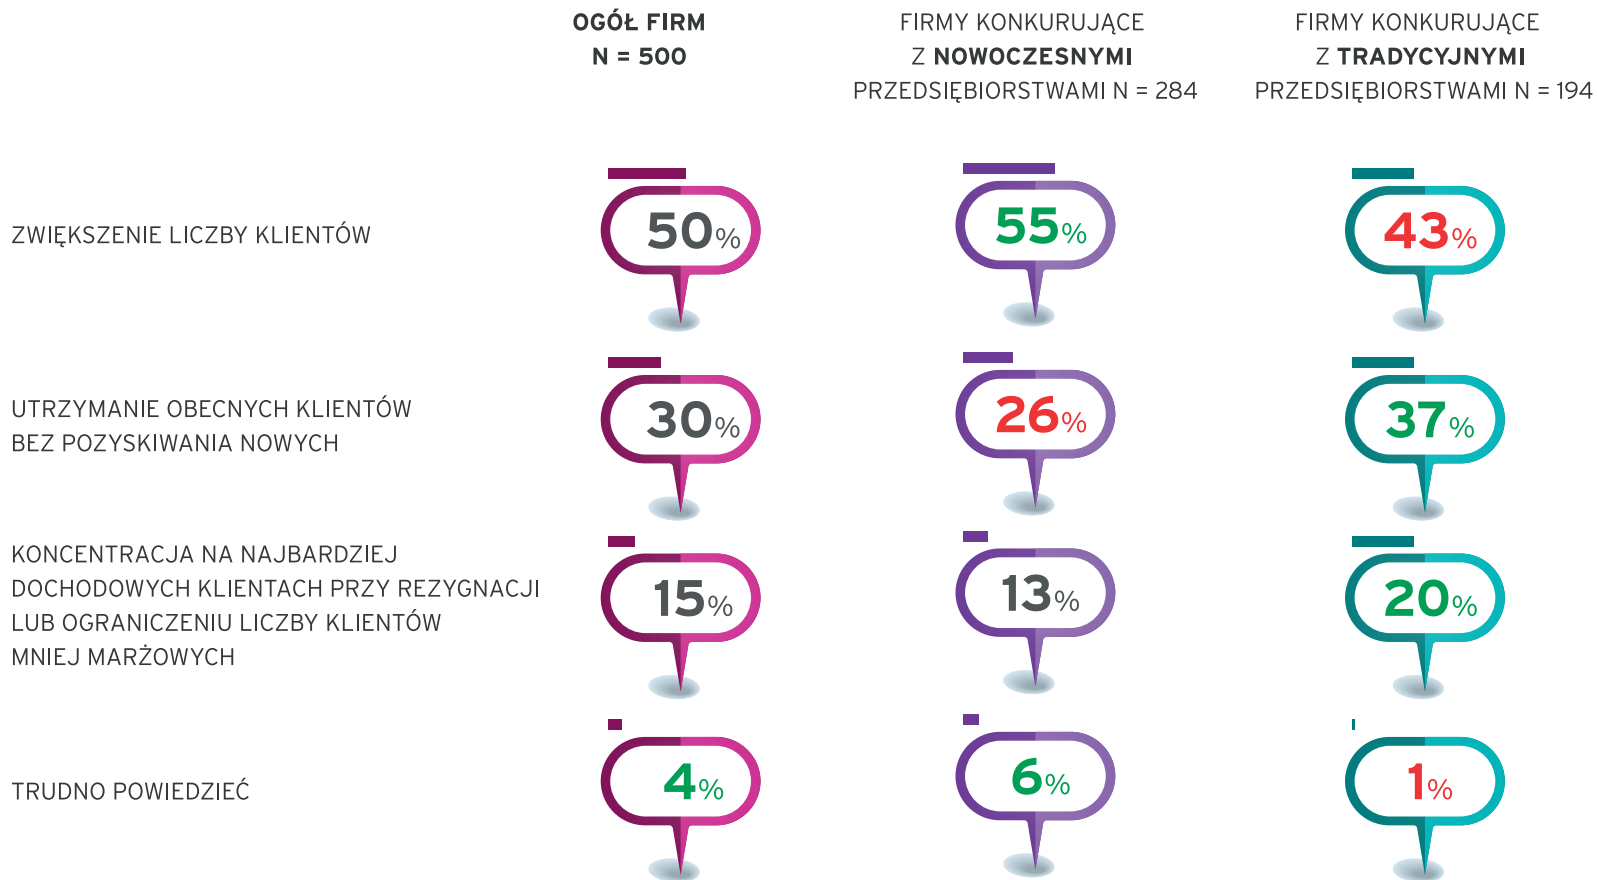 OGÓŁ FIRM
N = 500
FIRMY KONKURUJĄCE
Z NOWOCZESNYMI
PRZEDSIĘBIORSTWAMI N = 284
FIRMY KONKURUJĄCE
Z TRADYCYJNYMI
PRZEDSIĘBIORSTWAMI N = 194
ZWIĘKSZENIE LICZBY KLIENTÓW
50%
55%
43%
UTRZYMANIE OBECNYCH KLIENTÓW
BEZ POZYSKIWANIA NOWYCH
30%
26%
37%
KONCENTRACJA NA NAJBARDZIEJ
DOCHODOWYCH KLIENTACH PRZY REZYGNACJI
LUB OGRANICZENIU LICZBY KLIENTÓW
MNIEJ MARŻOWYCH
15%
13%
20%
TRUDNO POWIEDZIEĆ
4%
6%
1%